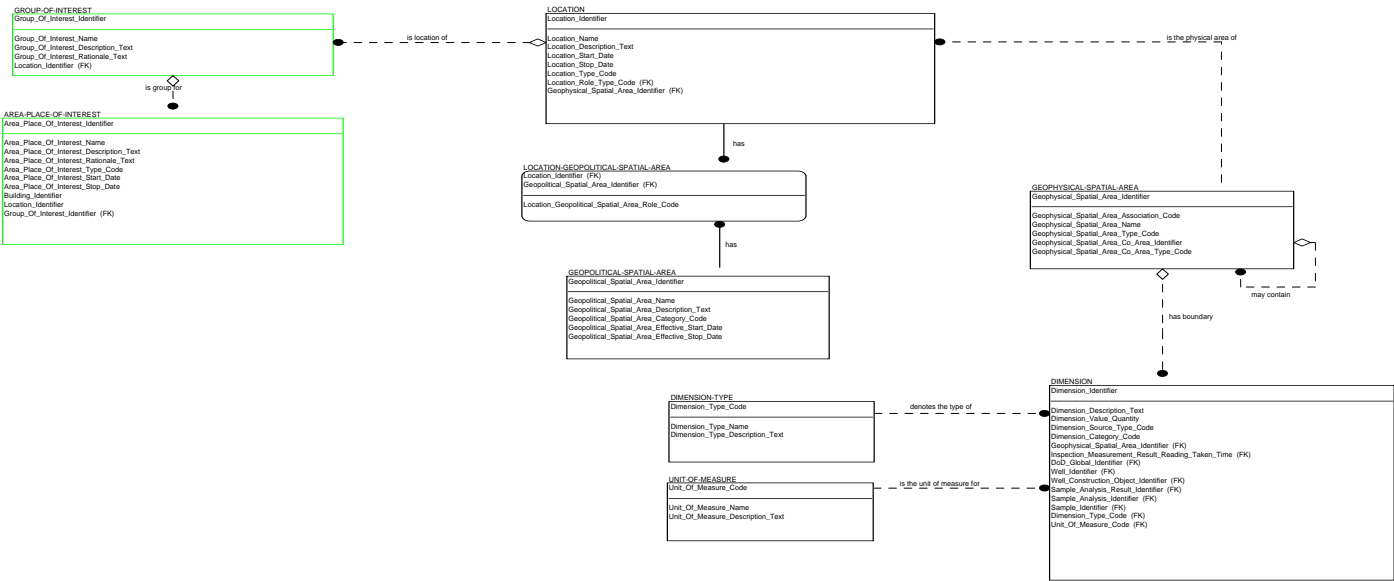 GROUP-OF-INTEREST
Group_Of_Interest_Identifier
Group_Of_Interest_Name
Group_Of_Interest_Description_Text
Group_Of_Interest_Rationale_Text
Location_Identifier (FK)
is location of
LOCATION
Location_Identifier
Location_Name
Location_Description_Text
Location_Start_Date
Location_Stop_Date
Location_Type_Code
Location_Role_Type_Code (FK)
Geophysical_Spatial_Area_Identifier (FK)
is the physical area of
is group for
AREA-PLACE-OF-INTEREST
Area_Place_Of_Interest_Identifier
Area_Place_Of_Interest_Name
Area_Place_Of_Interest_Description_Text
Area_Place_Of_Interest_Rationale_Text
Area_Place_Of_Interest_Type_Code
Area_Place_Of_Interest_Start_Date
Area_Place_Of_Interest_Stop_Date
Building_Identifier
Location_Identifier
Group_Of_Interest_Identifier (FK)
has
LOCATION-GEOPOLITICAL-SPATIAL-AREA
Location_Identifier (FK)
Geopolitical_Spatial_Area_Identifier (FK)
Location_Geopolitical_Spatial_Area_Role_Code
has
GEOPOLITICAL-SPATIAL-AREA
Geopolitical_Spatial_Area_Identifier
Geopolitical_Spatial_Area_Name
Geopolitical_Spatial_Area_Description_Text
Geopolitical_Spatial_Area_Category_Code
Geopolitical_Spatial_Area_Effective_Start_Date
Geopolitical_Spatial_Area_Effective_Stop_Date
GEOPHYSICAL-SPATIAL-AREA
Geophysical_Spatial_Area_Identifier
Geophysical_Spatial_Area_Association_Code
Geophysical_Spatial_Area_Name
Geophysical_Spatial_Area_Type_Code
Geophysical_Spatial_Area_Co_Area_Identifier
Geophysical_Spatial_Area_Co_Area_Type_Code
may contain
has boundary
DIMENSION-TYPE
Dimension_Type_Code
Dimension_Type_Name
Dimension_Type_Description_Text
denotes the type of
UNIT-OF-MEASURE
Unit_Of_Measure_Code
Unit_Of_Measure_Name
Unit_Of_Measure_Description_Text
is the unit of measure for
DIMENSION
Dimension_Identifier
Dimension_Description_Text
Dimension_Value_Quantity
Dimension_Source_Type_Code
Dimension_Category_Code
Geophysical_Spatial_Area_Identifier (FK)
Inspection_Measurement_Result_Reading_Taken_Time (FK)
DoD_Global_Identifier (FK)
Well_Identifier (FK)
Well_Construction_Object_Identifier (FK)
Sample_Analysis_Result_Identifier (FK)
Sample_Analysis_Identifier (FK)
Sample_Identifier (FK)
Dimension_Type_Code (FK)
Unit_Of_Measure_Code (FK)